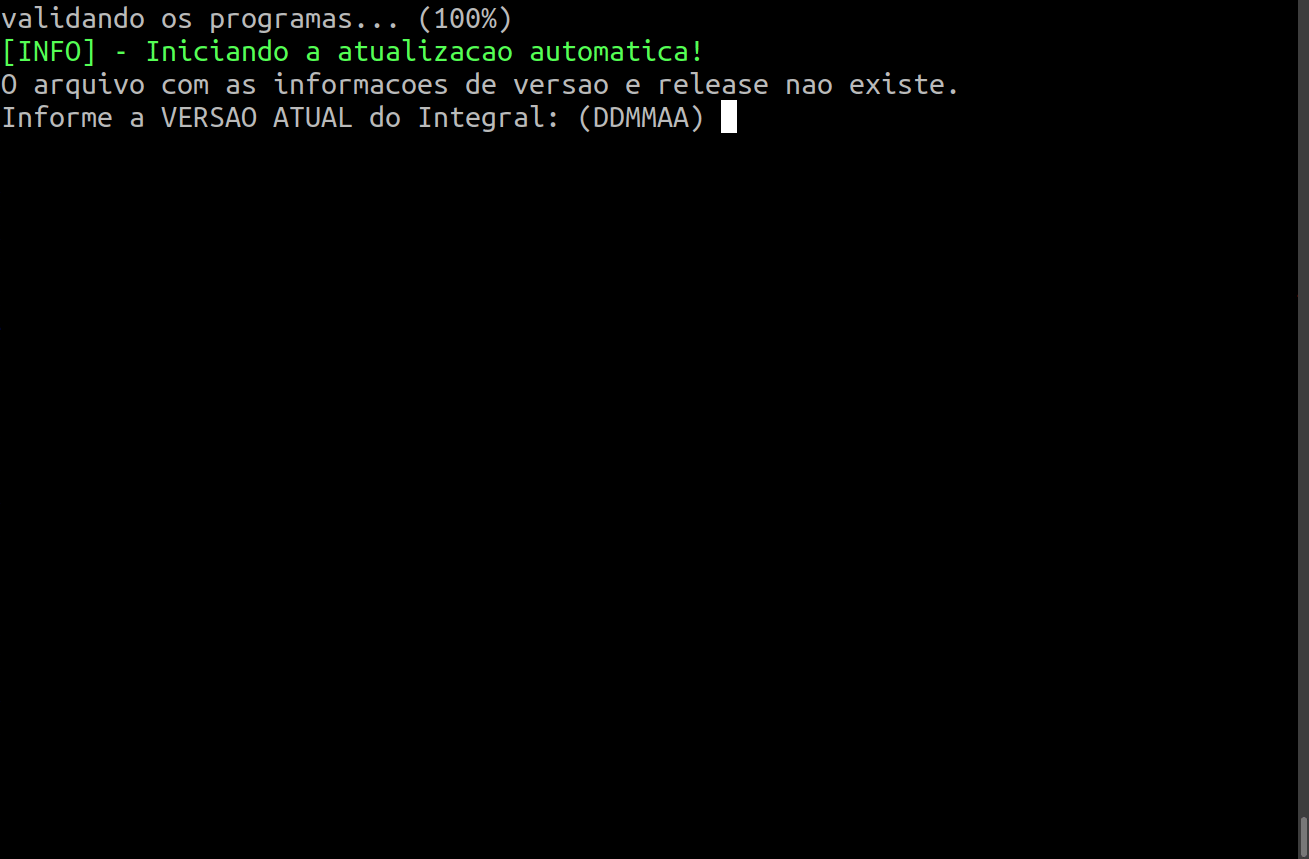 validando os programas... (100%)
[INFO] - Iniciando a atualizacao automatica!
O arquivo com as informacoes de versao e release nao existe.
Informe a VERSAO ATUAL do Integral: (DDMMAA)